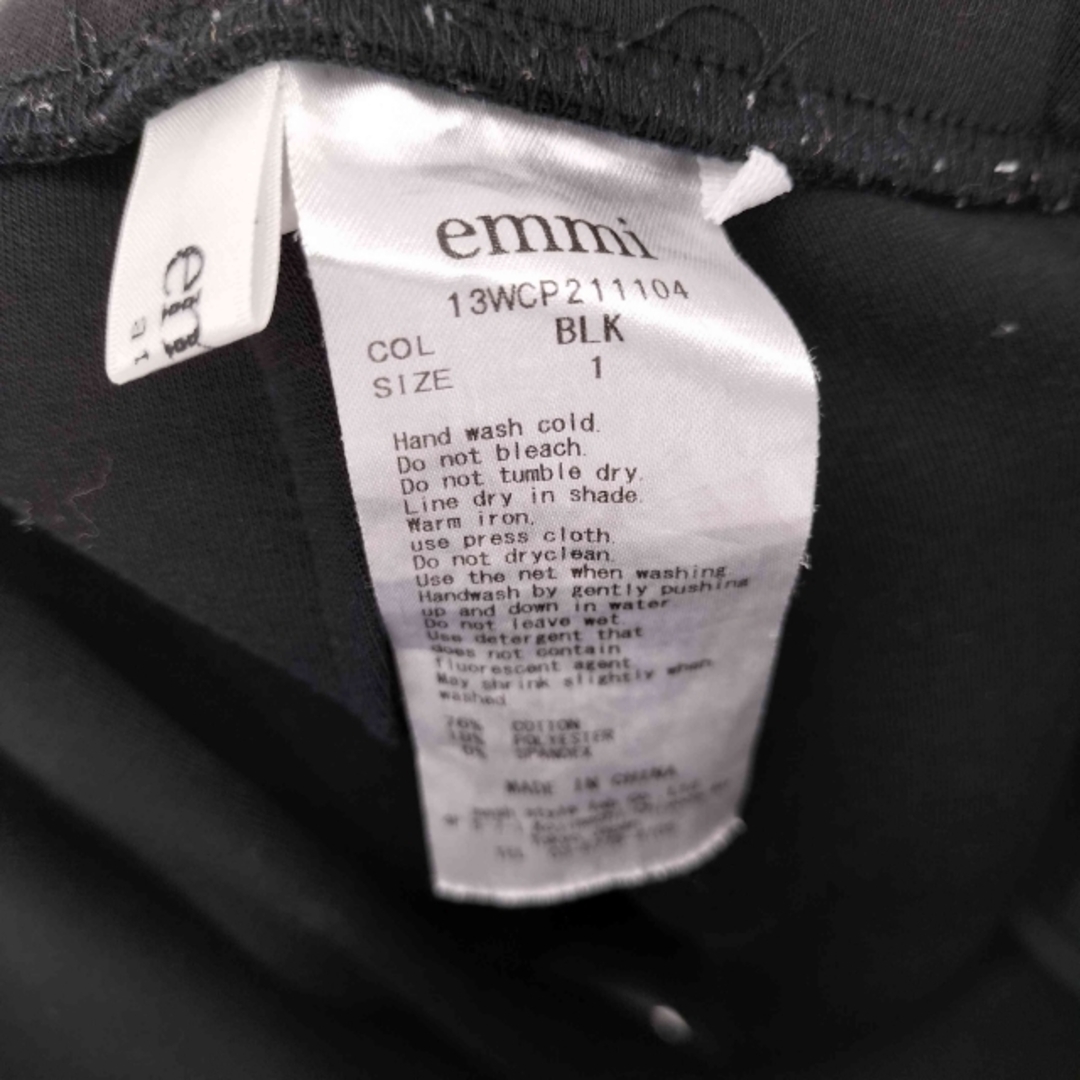 emmi
13WCP211104
COL BLK
SIZE 1
Hand wash cold.
Do not bleach.
Do not tumble dry.
Line dry in shade.
Warm iron.
use press cloth.
Do not dryclean.
Use the net when washing.
Handwash by gently pushing
up and down in water
Do not leave wet
Use detergent that
does not contain
fluorescent agent
May shrink slightly when
washed
COTTON
POLYESTER
SPANDEX
MADE IN